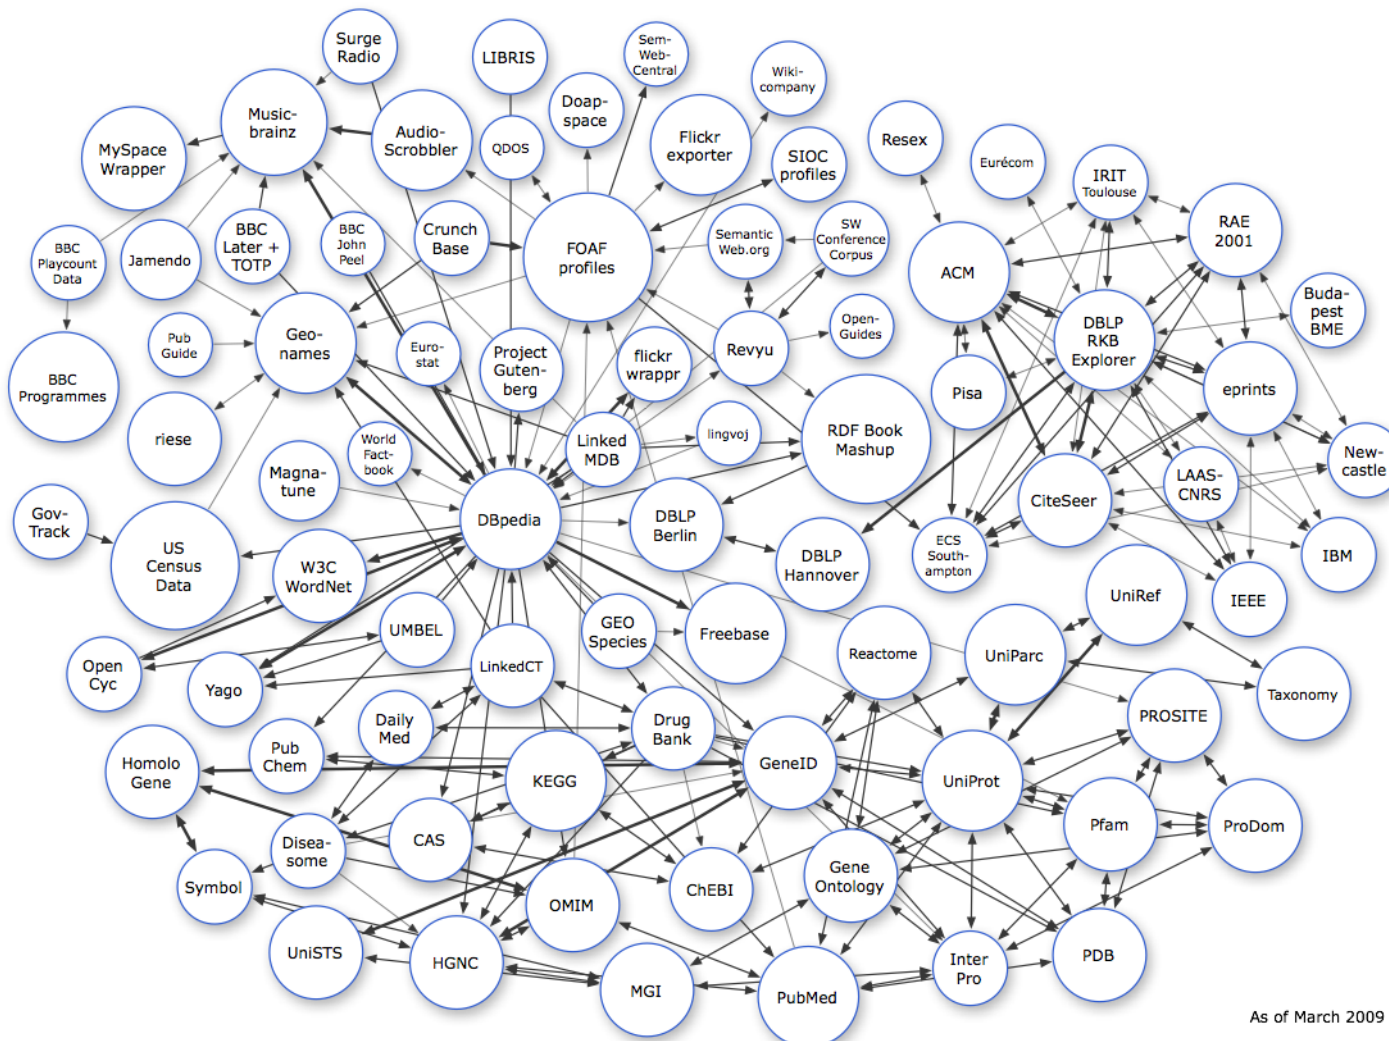 Surge
Radio
LIBRIS
Sem-
Web-
Central
Wiki-
company
Music-
brainz
Audio-
Scrobbler
Doap-
space
Flickr
exporter
MySpace
Wrapper
QDOS
SIOC
profiles
Resex
Eurécom
IRIT
Toulouse
RAE
2001
BBC
Playcount
Data
Jamendo
BBC
Later +
TOTP
BBC
John
Peel
Crunch
Base
FOAF
profiles
Semantic
Web.org
SW
Conference
Corpus
ACM
DBLP
RKB
Explorer
Buda-
pest
BME
Pub
Guide
Geo-
names
Euro-
stat
Project
Guten-
berg
flickr
wrappr
Revyu
Open-
Guides
BBC
Programmes
riese
World
Fact-
book
Linked
MDB
lingvoj
RDF Book
Mashup
Pisa
eprints
New-
castle
Magna-
tune
Gov-
Track
US
Census
Data
W3C
WordNet
DBpedia
DBLP
Berlin
DBLP
Hannover
ECS
South-
ampton
CiteSeer
LAAS-
CNRS
IBM
IEEE
Open
Cyc
Yago
UMBEL
LinkedCT
GEO
Species
Freebase
Reactome
UniParc
UniRef
Taxonomy
Homolo
Gene
Pub
Chem
Daily
Med
Drug
Bank
KEGG
GeneID
UniProt
PROSITE
Pfam
ProDom
Symbol
Disea-
some
CAS
OMIM
ChEBI
Gene
Ontology
UniSTS
HGNC
MGI
PubMed
Inter
Pro
PDB
As of March 2009